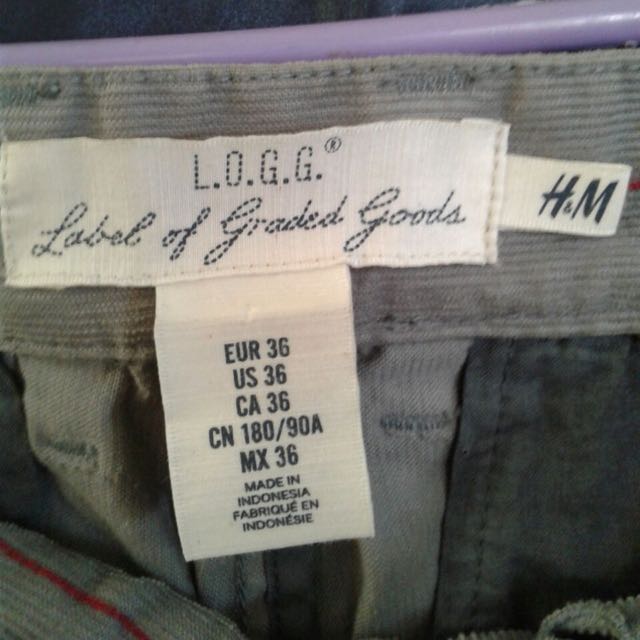 L.O.G.G.®
Label of Graded Goods
H&M
EUR 36
US 36
CA 36
CN 180/90A
MX 36
MADE IN
INDONESIA
FABRIQUÉ EN
INDONÉSIE